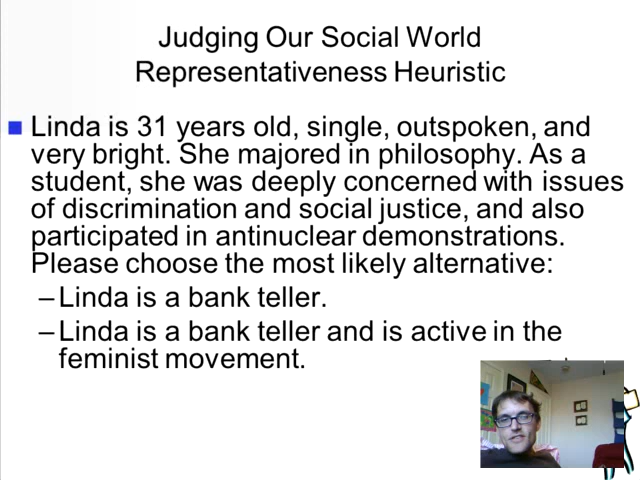 Judging Our Social World
Representativeness Heuristic
Linda is 31 years old, single, outspoken, and
very bright. She majored in philosophy. As a
student, she was deeply concerned with issues
of discrimination and social justice, and also
participated in antinuclear demonstrations.
Please choose the most likely alternative:
–Linda is a bank teller.
–Linda is a bank teller and is active in the
feminist movement.